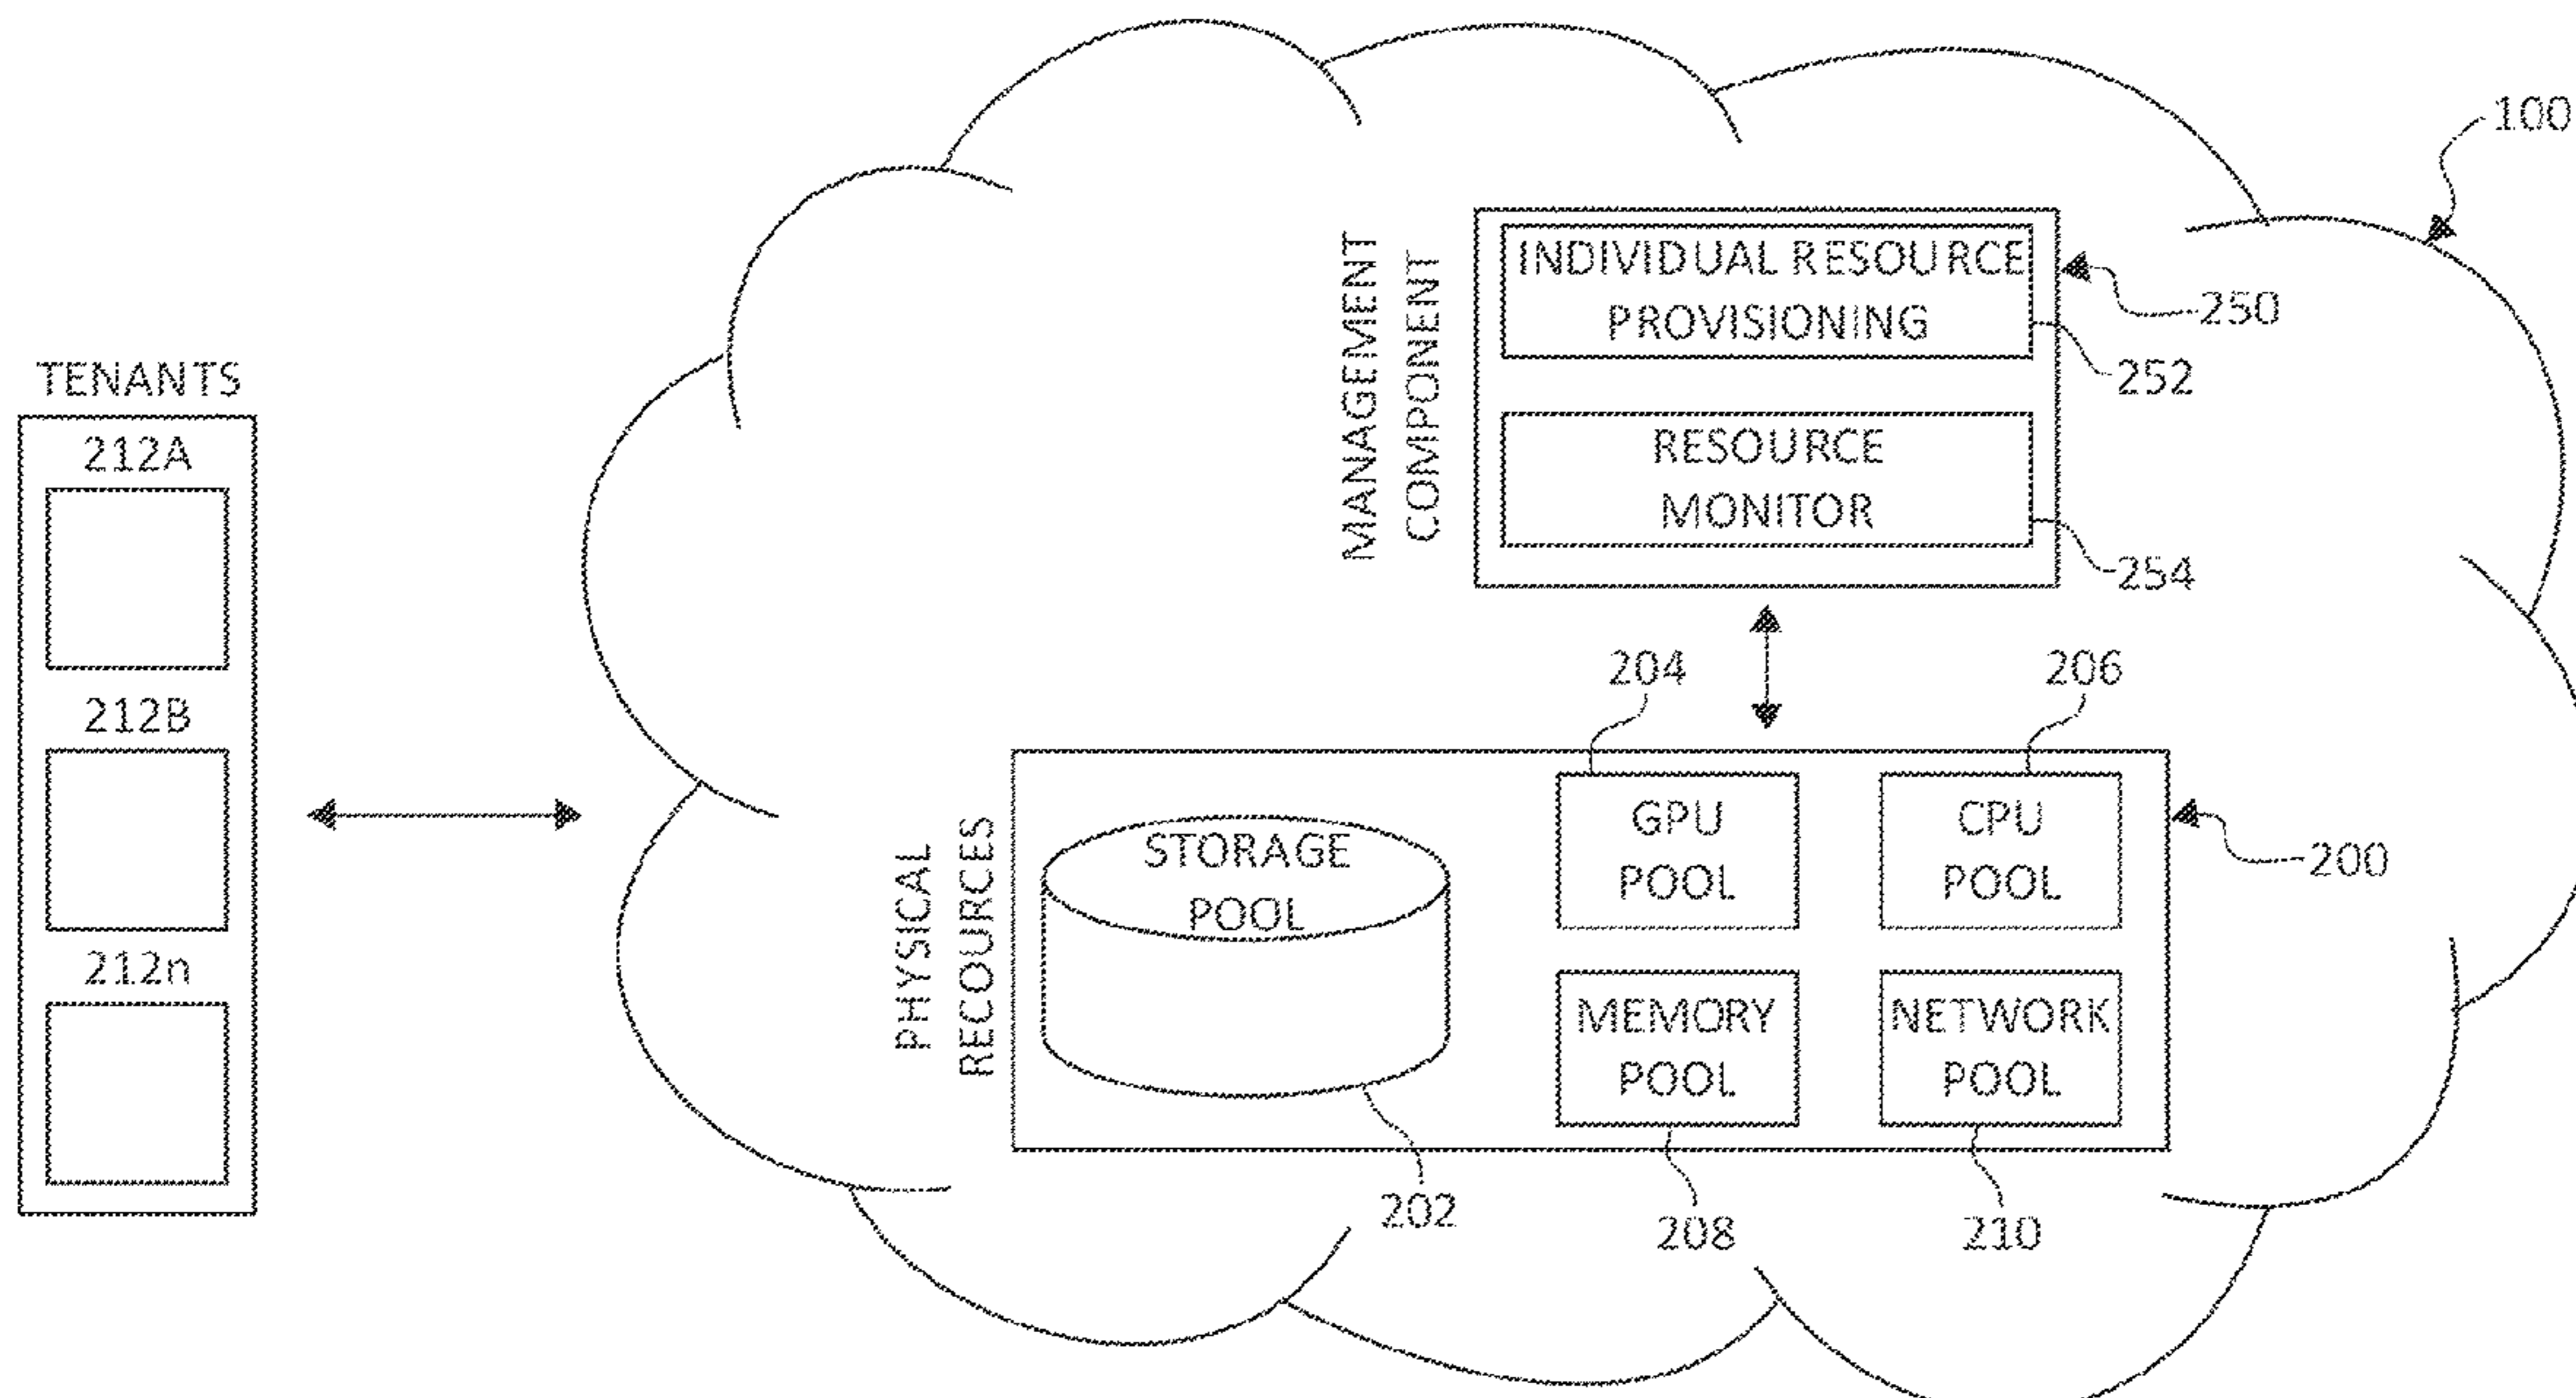 100
MANAGEMENT
COMPONENT
INDIVIDUAL RESOURCE
PROVISIONING
250
252
RESOURCE
MONITOR
254
TENANTS
212A
212B
212n
204
206
PHYSICAL
RECOURCES
STORAGE
POOL
GPU
POOL
CPU
POOL
200
MEMORY
POOL
NETWORK
POOL
202
208
210